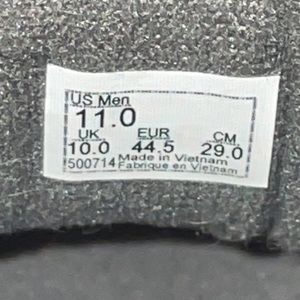 US Men
11.0
UK EUR CM
10.0 44.5 29.0
500714 Made in Vietnam
Fabrique en Vietnam